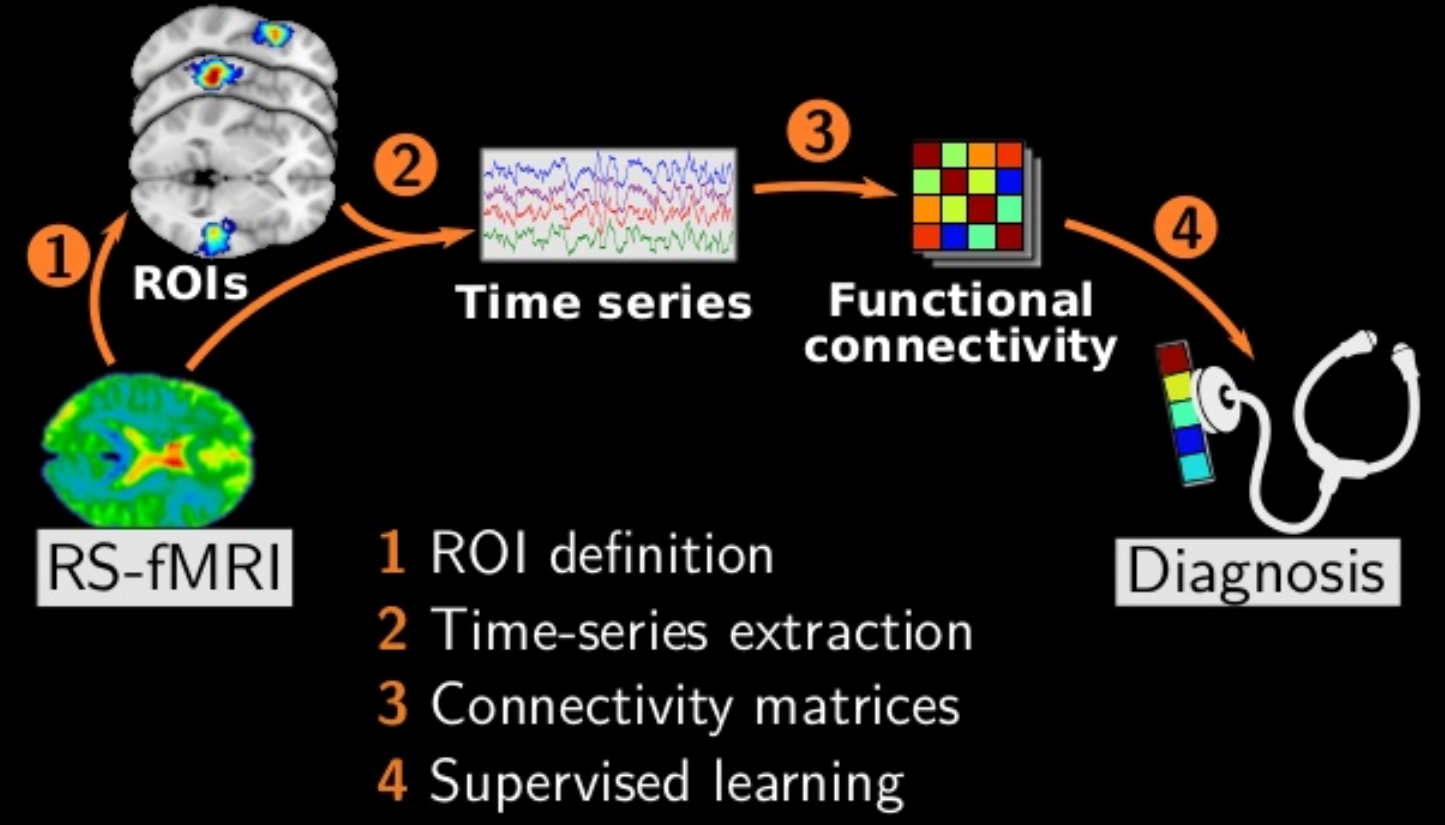 1
ROIs
2
Time series
3
Functional
connectivity
4
RS-fMRI
Diagnosis
1 ROI definition
2 Time-series extraction
3 Connectivity matrices
4 Supervised learning